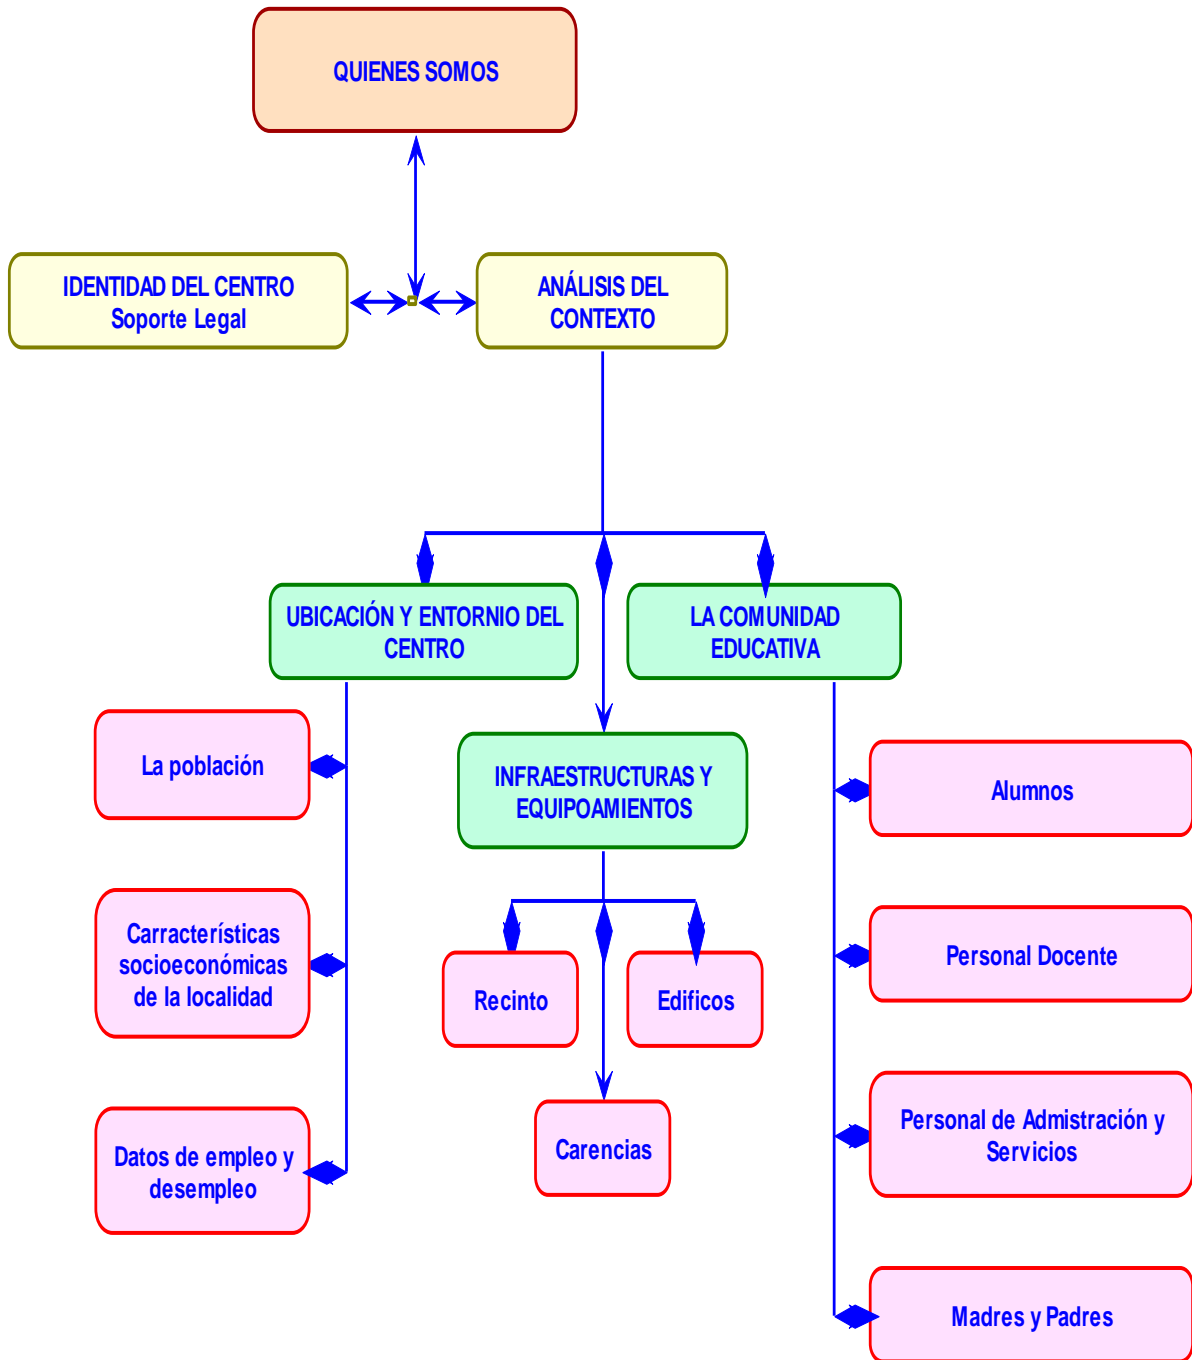 QUIENES SOMOS
IDENTIDAD DEL CENTRO
Soporte Legal
ANÁLISIS DEL
CONTEXTO
UBICACIÓN Y ENTORNIO DEL
CENTRO
LA COMUNIDAD
EDUCATIVA
La población
INFRAESTRUCTURAS Y
EQUIPOAMIENTOS
Alumnos
Carracterísticas
socioeconómicas
de la localidad
Recinto
Edificos
Personal Docente
Carencias
Datos de empleo y
desempleo
Personal de Admistración y
Servicios
Madres y Padres